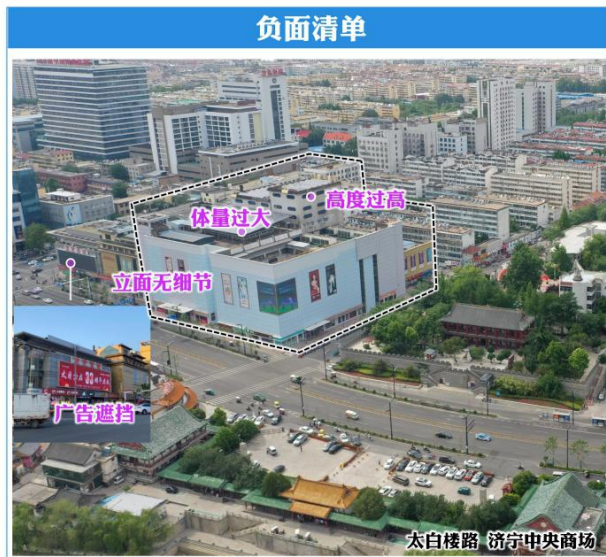 负面清单
高度过高
体量过大
立面无细节
广告遮挡
太白楼路 济宁中央商场